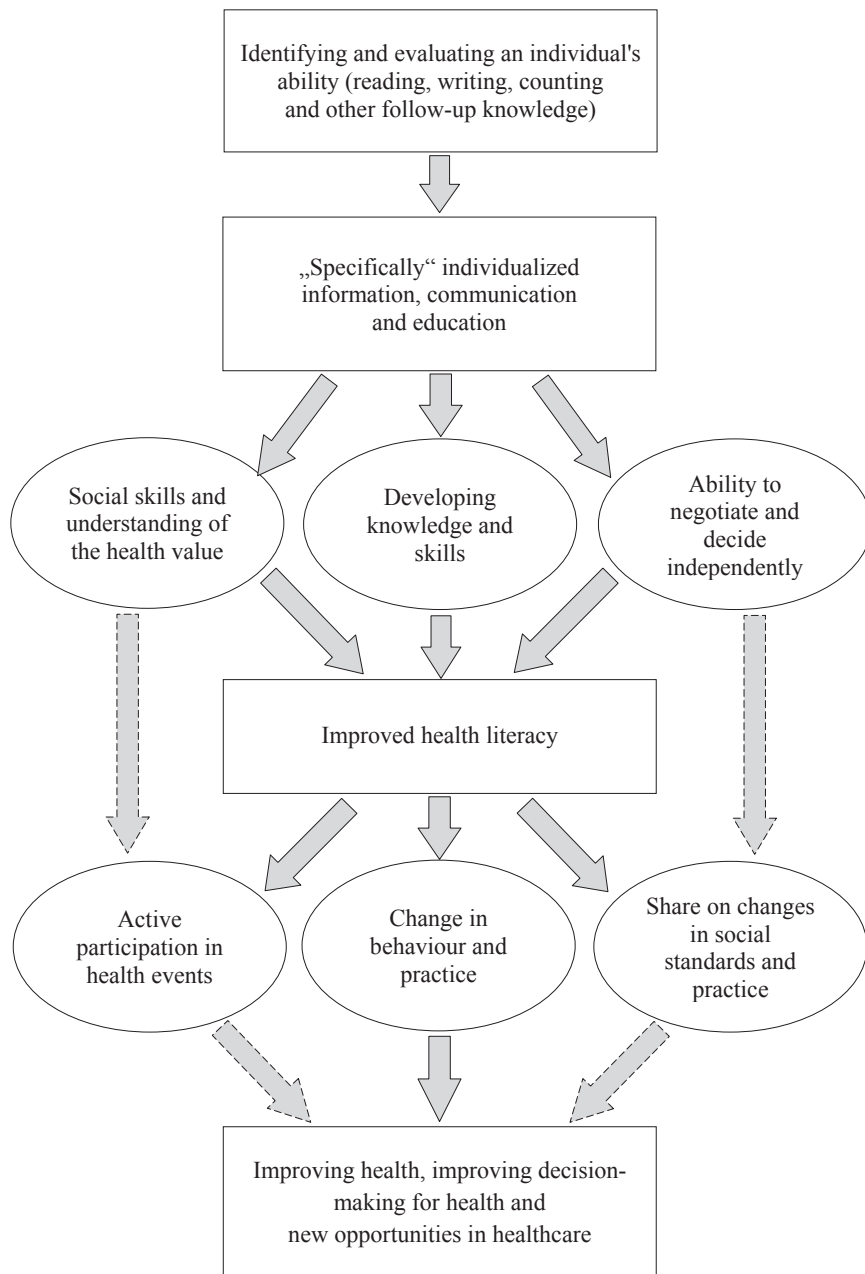 Identifying and evaluating an individual's
ability (reading, writing, counting
and other follow-up knowledge)
„Specifically“ individualized
information, communication
and education
Social skills and
understanding of
the health value
Developing
knowledge and
skills
Ability to
negotiate and
decide
independently
Improved health literacy
Active
participation in
health events
Change in
behaviour and
practice
Share on changes
in social
standards and
practice
Improving health, improving decision-
making for health and
new opportunities in healthcare